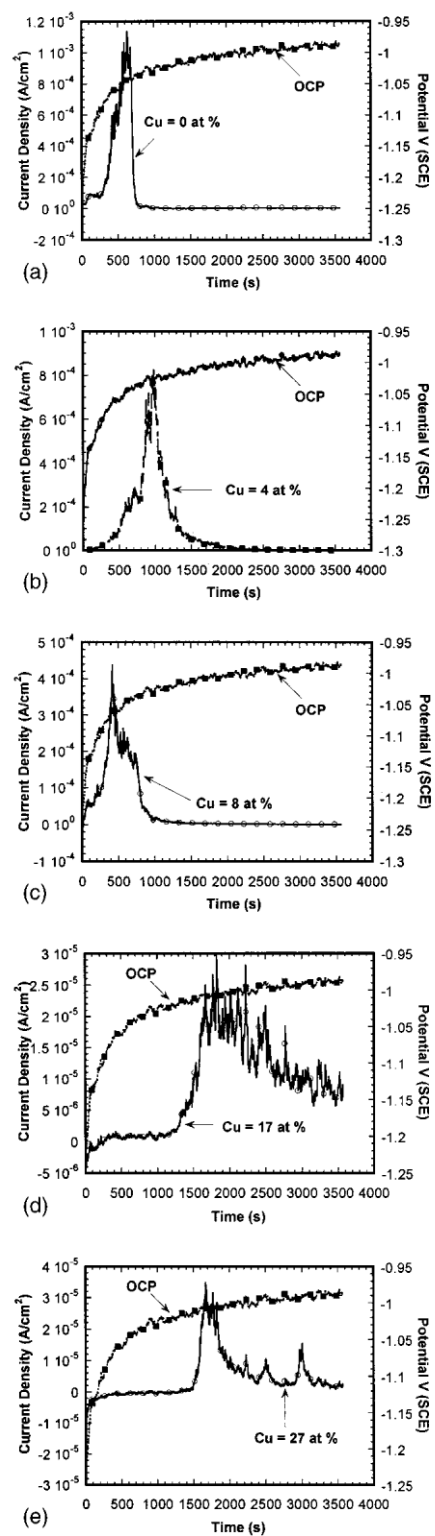 Current Density (A/cm²)
1.2 10⁻³
1 10⁻³
8 10⁻⁴
6 10⁻⁴
4 10⁻⁴
2 10⁻⁴
0 10⁰
-2 10⁻⁴
OCP
Cu = 0 at %
-0.95
-1
-1.05
-1.1
-1.15
-1.2
-1.25
-1.3
Potential V (SCE)
0 500 1000 1500 2000 2500 3000 3500 4000
Time (s)
(a)
Current Density (A/cm²)
1 10⁻³
8 10⁻⁴
6 10⁻⁴
4 10⁻⁴
2 10⁻⁴
0 10⁰
OCP
Cu = 4 at %
-0.95
-1
-1.05
-1.1
-1.15
-1.2
-1.25
-1.3
Potential V (SCE)
0 500 1000 1500 2000 2500 3000 3500 4000
Time (s)
(b)
Current Density (A/cm²)
5 10⁻⁴
4 10⁻⁴
3 10⁻⁴
2 10⁻⁴
1 10⁻⁴
0 10⁰
-1 10⁻⁴
OCP
Cu = 8 at %
-0.95
-1
-1.05
-1.1
-1.15
-1.2
-1.25
-1.3
Potential V (SCE)
0 500 1000 1500 2000 2500 3000 3500 4000
Time (s)
(c)
Current Density (A/cm²)
3 10⁻⁵
2.5 10⁻⁵
2 10⁻⁵
1.5 10⁻⁵
1 10⁻⁵
5 10⁻⁶
0
-5 10⁻⁶
OCP
Cu = 17 at %
-0.95
-1
-1.05
-1.1
-1.15
-1.2
-1.25
Potential V (SCE)
0 500 1000 1500 2000 2500 3000 3500 4000
Time (s)
(d)
Current Density (A/cm²)
4 10⁻⁵
3 10⁻⁵
2 10⁻⁵
1 10⁻⁵
0
-1 10⁻⁵
-2 10⁻⁵
-3 10⁻⁵
OCP
Cu = 27 at %
-0.95
-1
-1.05
-1.1
-1.15
-1.2
-1.25
Potential V (SCE)
0 500 1000 1500 2000 2500 3000 3500 4000
Time (s)
(e)